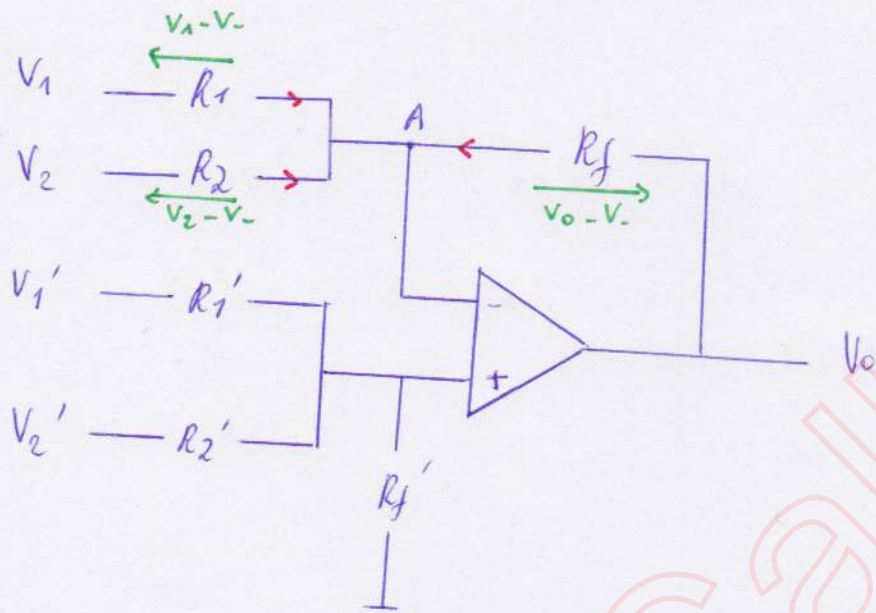 V1-V-
V1 R1
A
V2 R2 Rf
V2-V- V0-V-
V1' R1' -
V0
+
V2' R2'
Rf'